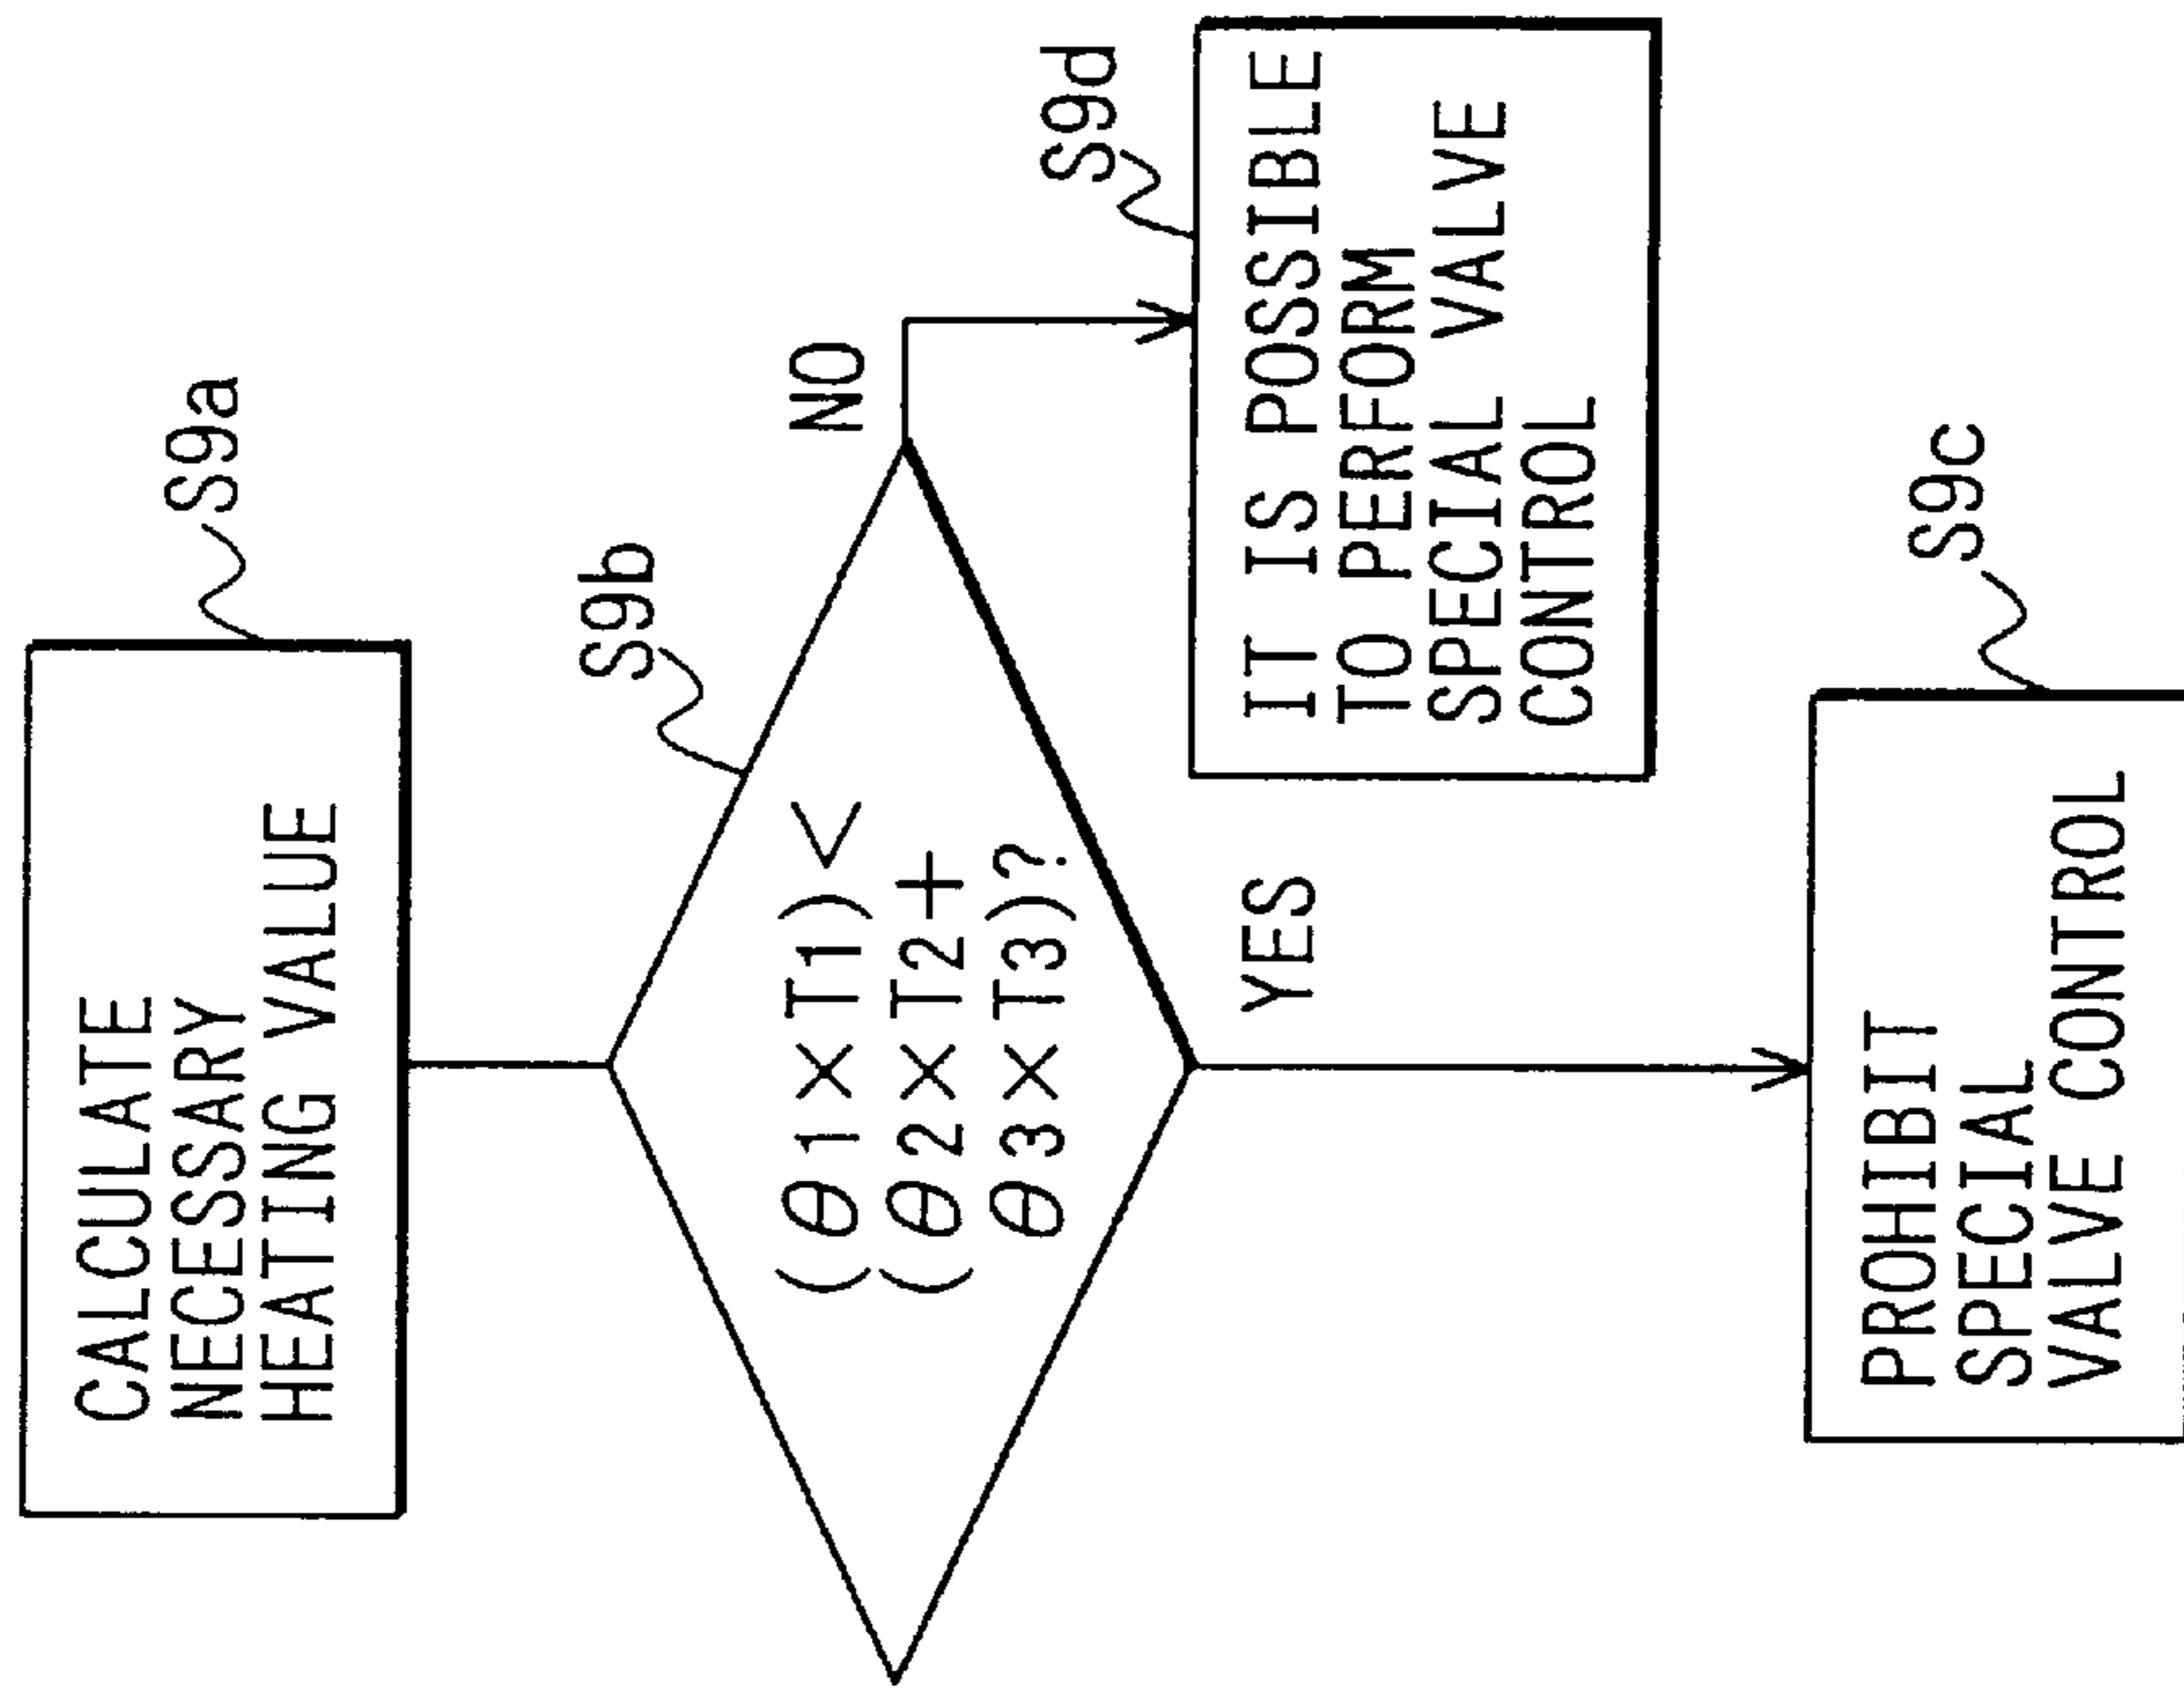 S9a
CALCULATE
NECESSARY
HEATING VALUE
S9b
(θ1×T1)<
(θ2×T2+
θ3×T3)?
NO
YES
S9d
IT IS POSSIBLE
TO PERFORM
SPECIAL VALVE
CONTROL
S9c
PROHIBIT
SPECIAL
VALVE CONTROL